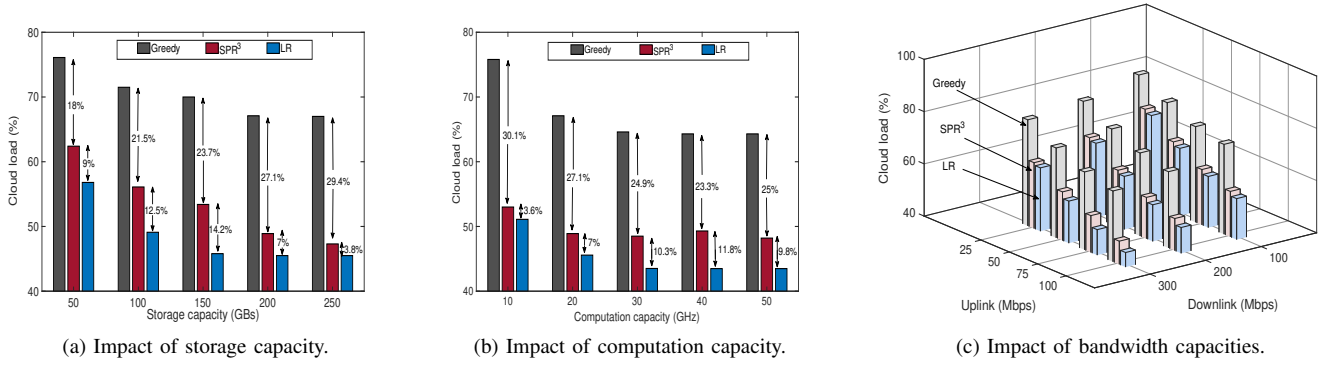 80
70
60
50
40
Cloud load (%)
Greedy SPR³ LR
18%
9%
21.5%
12.5%
23.7%
14.2%
27.1%
7%
29.4%
3.8%
50 100 150 200 250
Storage capacity (GBs)
(a) Impact of storage capacity.
80
70
60
50
40
Cloud load (%)
Greedy SPR³ LR
30.1%
3.6%
27.1%
7%
24.9%
10.3%
23.3%
11.8%
25%
9.8%
10 20 30 40 50
Computation capacity (GHz)
(b) Impact of computation capacity.
100
80
60
40
Cloud load (%)
Greedy
SPR³
LR
25
50
75
100
Uplink (Mbps)
300
200
100
Downlink (Mbps)
(c) Impact of bandwidth capacities.